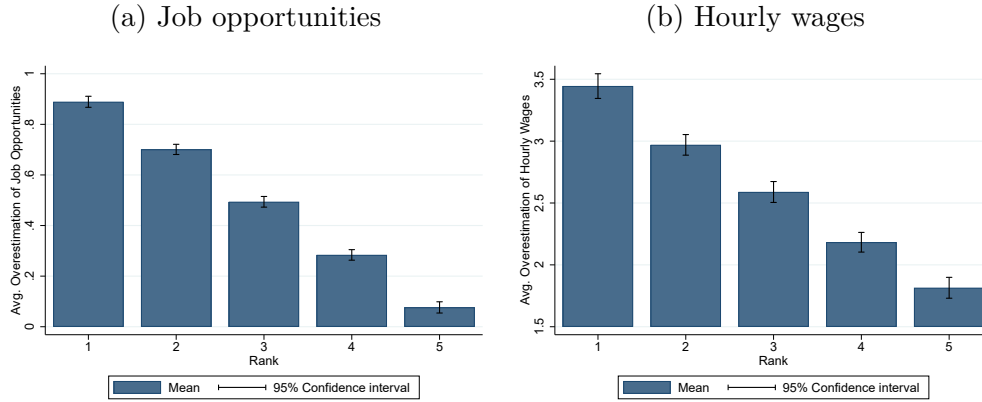 (a) Job opportunities
Avg. Overestimation of Job Opportunities
1
.8
.6
.4
.2
0
1 2 3 4 5
Rank
Mean 95% Confidence interval
(b) Hourly wages
Avg. Overestimation of Hourly Wages
3.5
3
2.5
2
1.5
1 2 3 4 5
Rank
Mean 95% Confidence interval